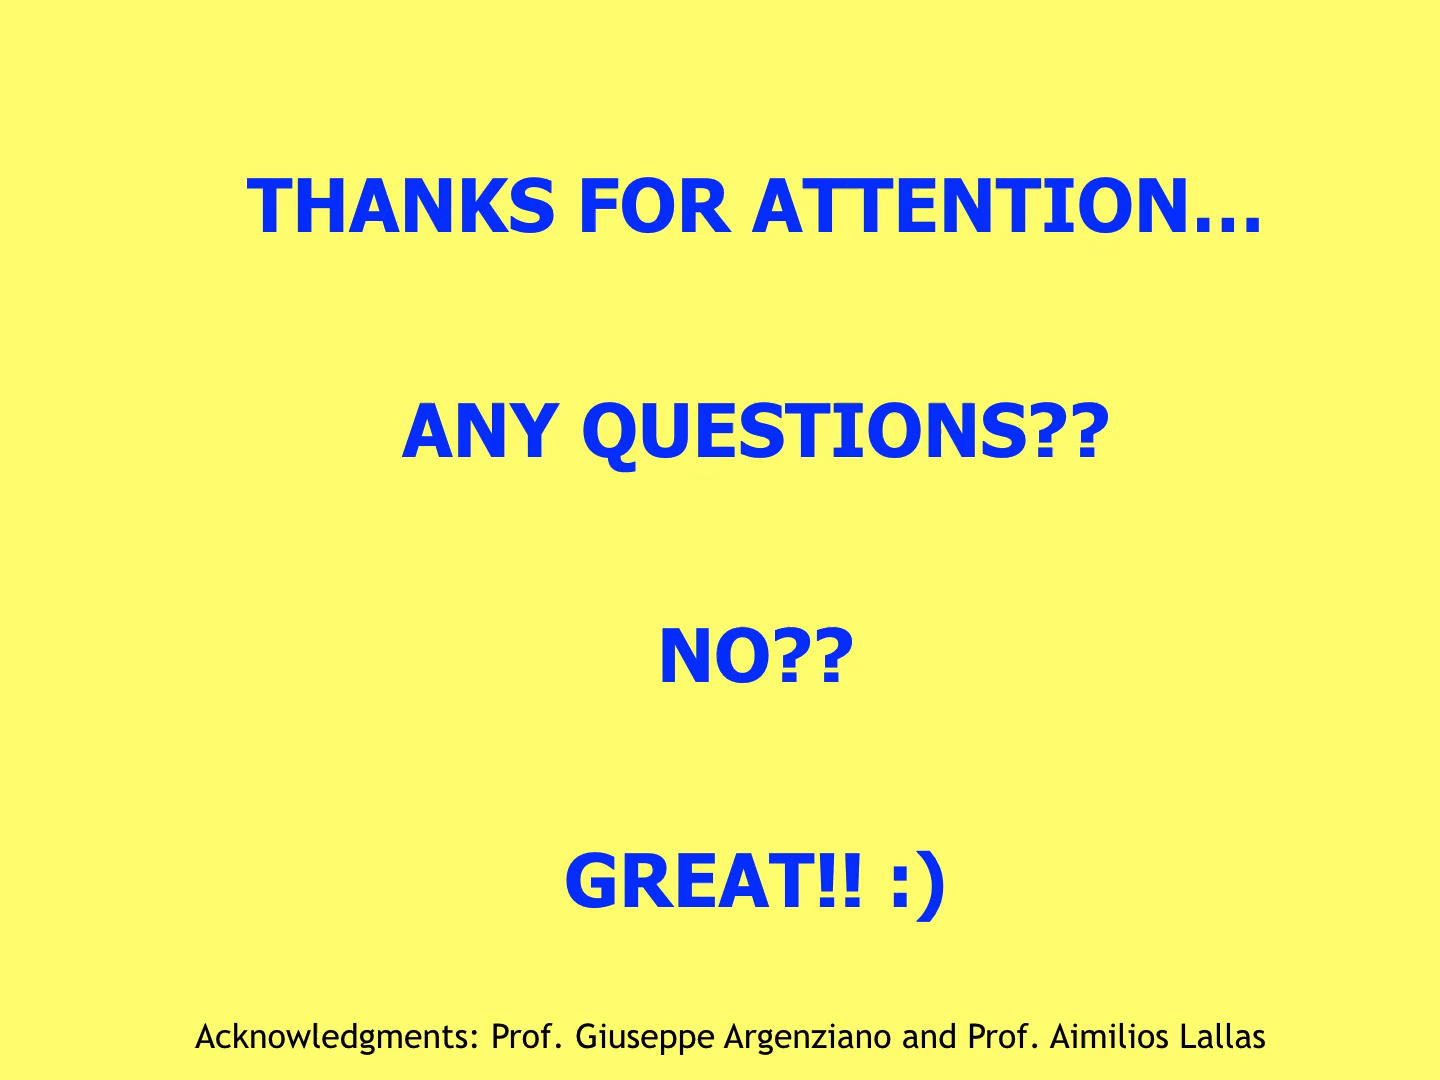 THANKS FOR ATTENTION…
ANY QUESTIONS??
NO??
GREAT!! :)
Acknowledgments: Prof. Giuseppe Argenziano and Prof. Aimilios Lallas